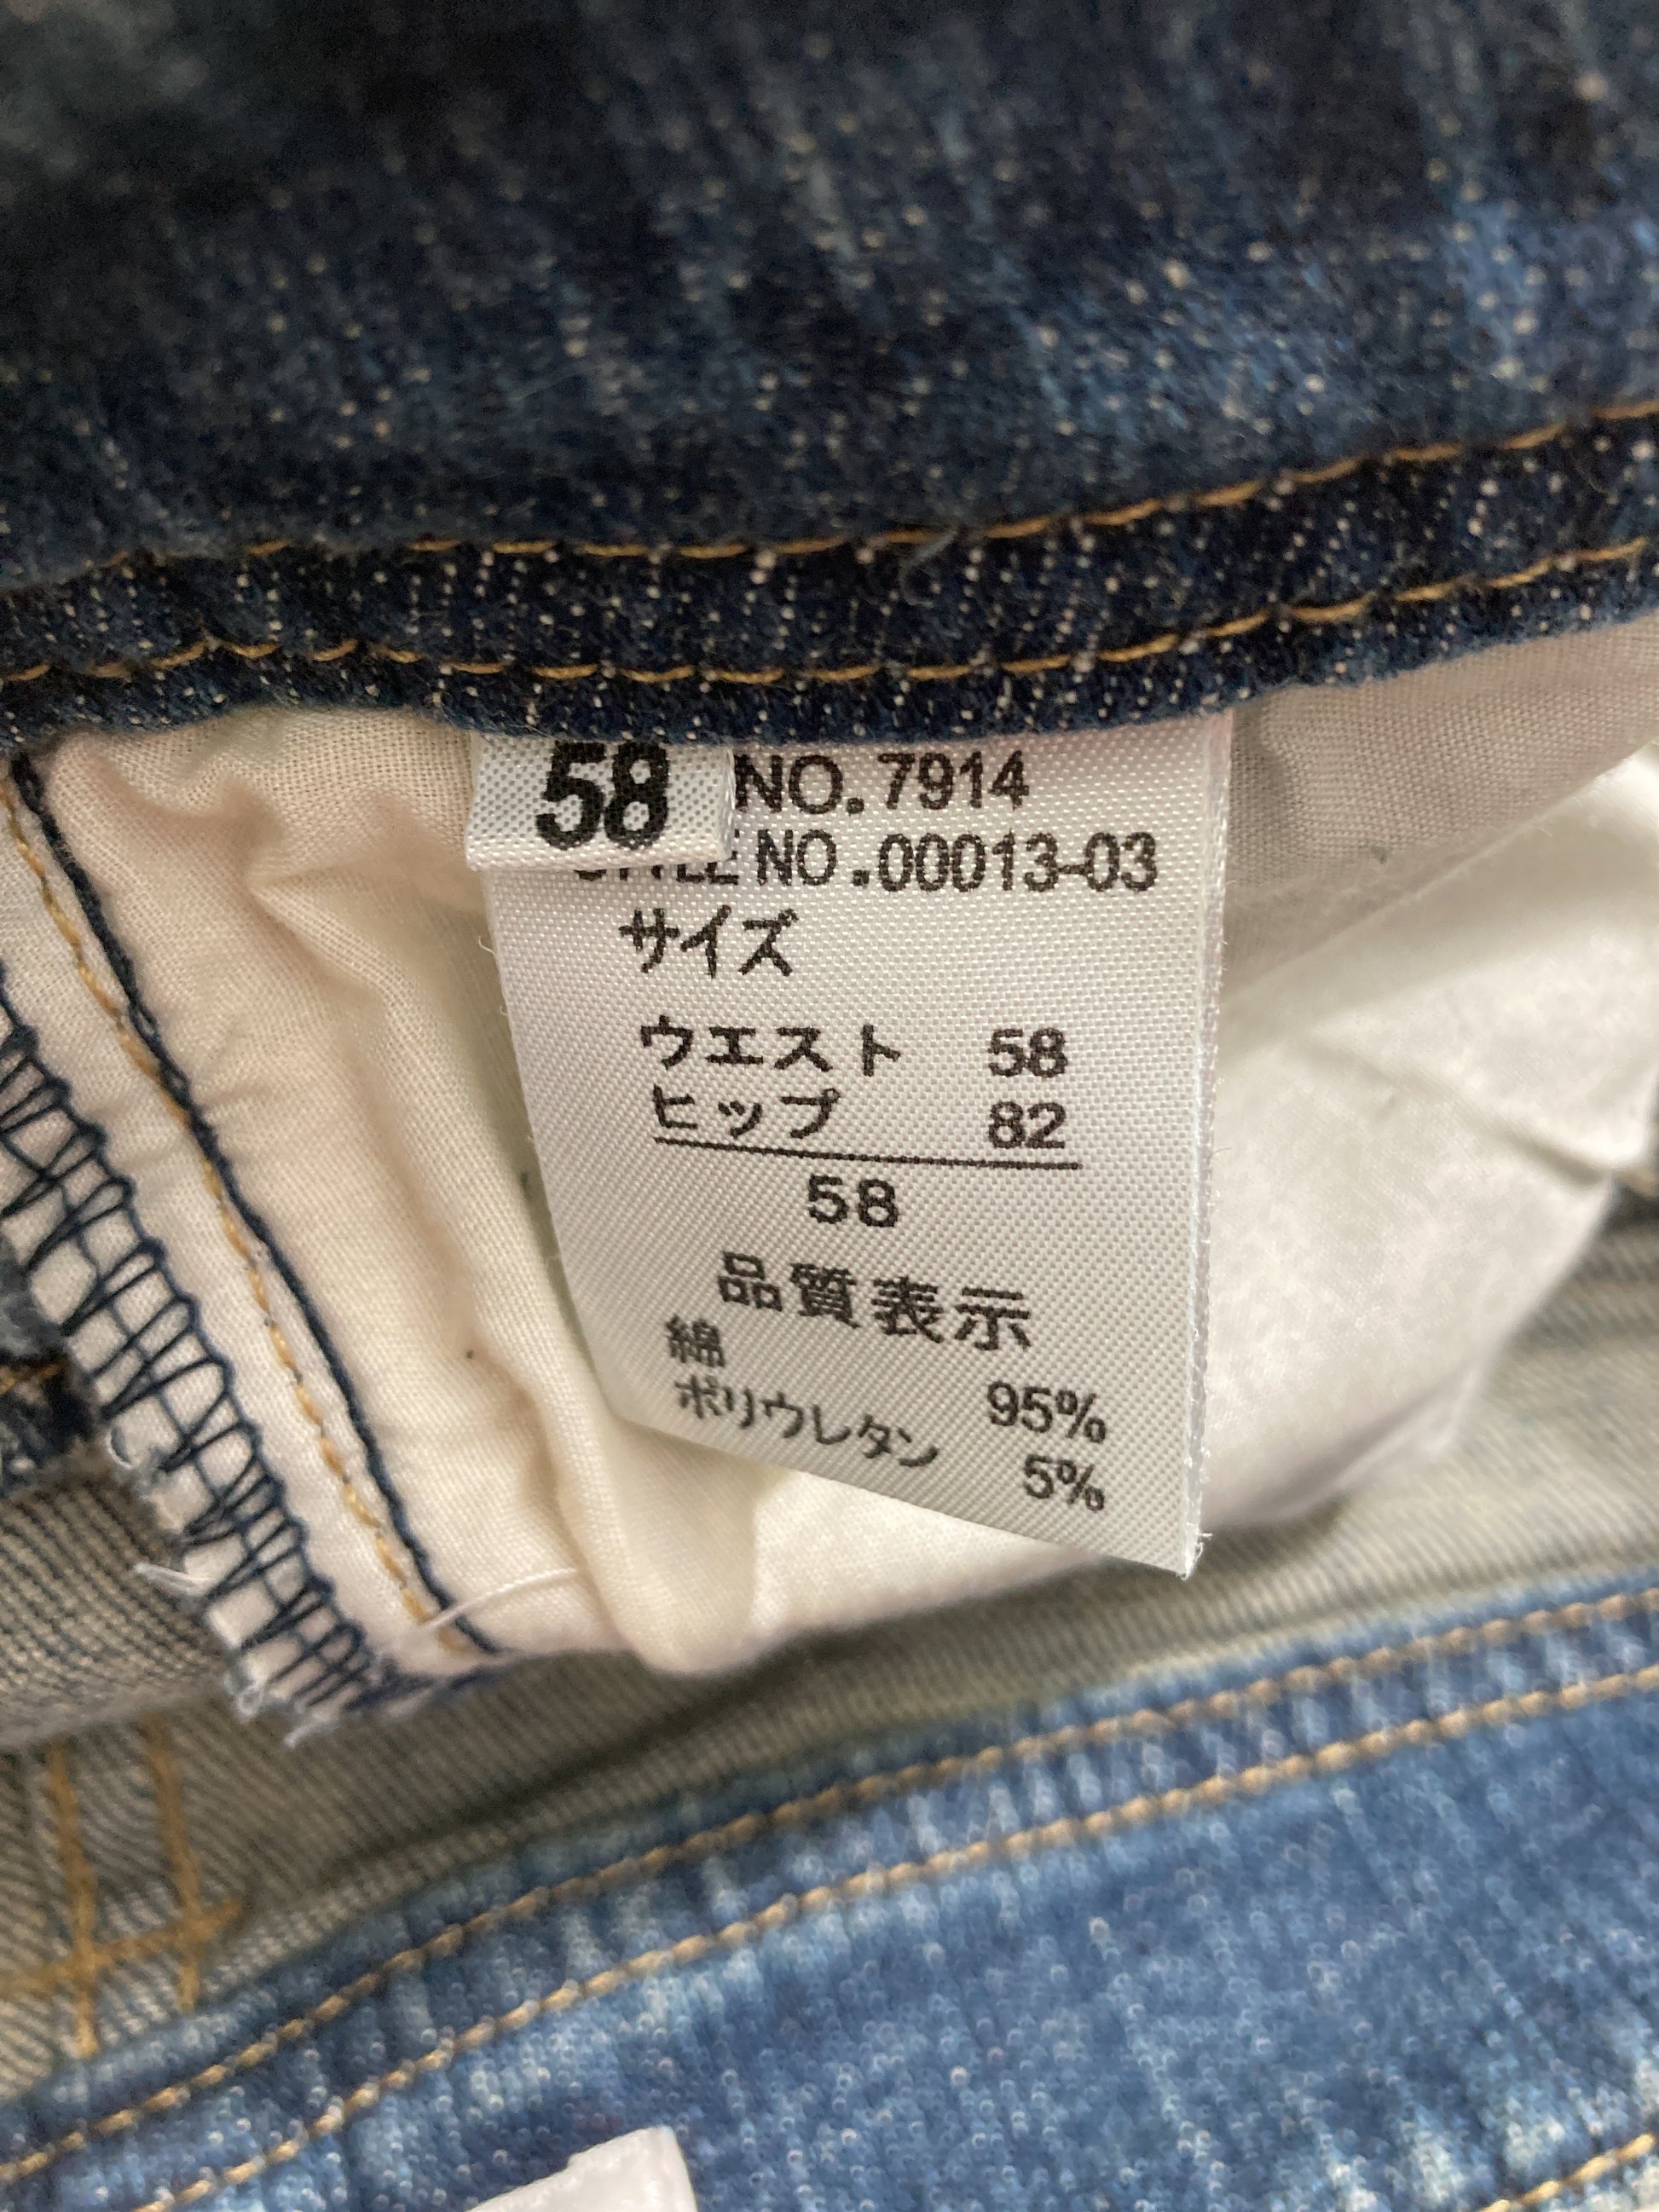 58
NO.7914
STYLE NO.00013-03
サイズ
ウエスト 58
ヒップ 82
58
品質表示
綿 95%
ポリウレタン 5%